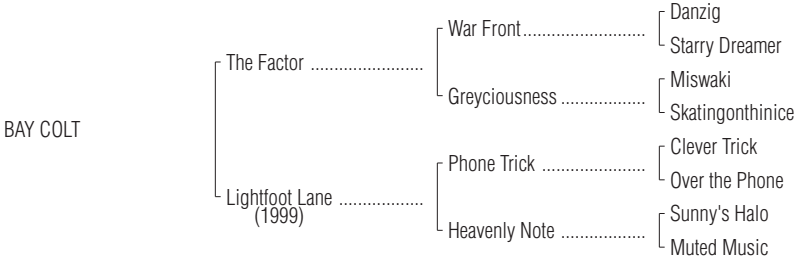 Danzig
War Front.........................
Starry Dreamer
The Factor .......................
Miswaki
Greyciousness .................
Skatingonthinice
BAY COLT
Clever Trick
Phone Trick .....................
Over the Phone
Lightfoot Lane .................
(1999)
Sunny's Halo
Heavenly Note .................
Muted Music